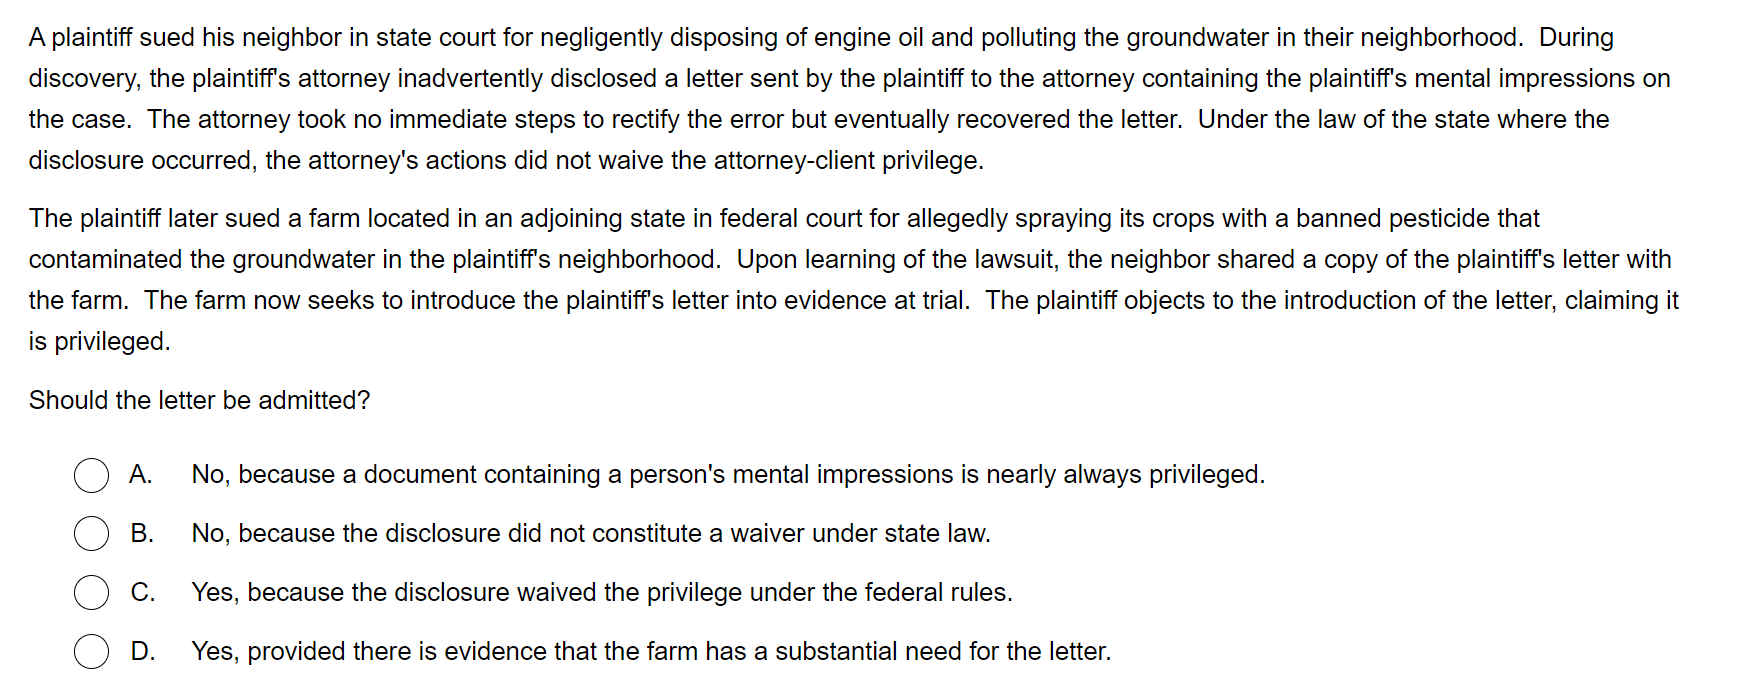 A plaintiff sued his neighbor in state court for negligently disposing of engine oil and polluting the groundwater in their neighborhood.  During
discovery, the plaintiff's attorney inadvertently disclosed a letter sent by the plaintiff to the attorney containing the plaintiff's mental impressions on
the case.  The attorney took no immediate steps to rectify the error but eventually recovered the letter.  Under the law of the state where the
disclosure occurred, the attorney's actions did not waive the attorney-client privilege.
The plaintiff later sued a farm located in an adjoining state in federal court for allegedly spraying its crops with a banned pesticide that
contaminated the groundwater in the plaintiff's neighborhood.  Upon learning of the lawsuit, the neighbor shared a copy of the plaintiff's letter with
the farm.  The farm now seeks to introduce the plaintiff's letter into evidence at trial.  The plaintiff objects to the introduction of the letter, claiming it
is privileged.
Should the letter be admitted?
A. No, because a document containing a person's mental impressions is nearly always privileged.
B. No, because the disclosure did not constitute a waiver under state law.
C. Yes, because the disclosure waived the privilege under the federal rules.
D. Yes, provided there is evidence that the farm has a substantial need for the letter.